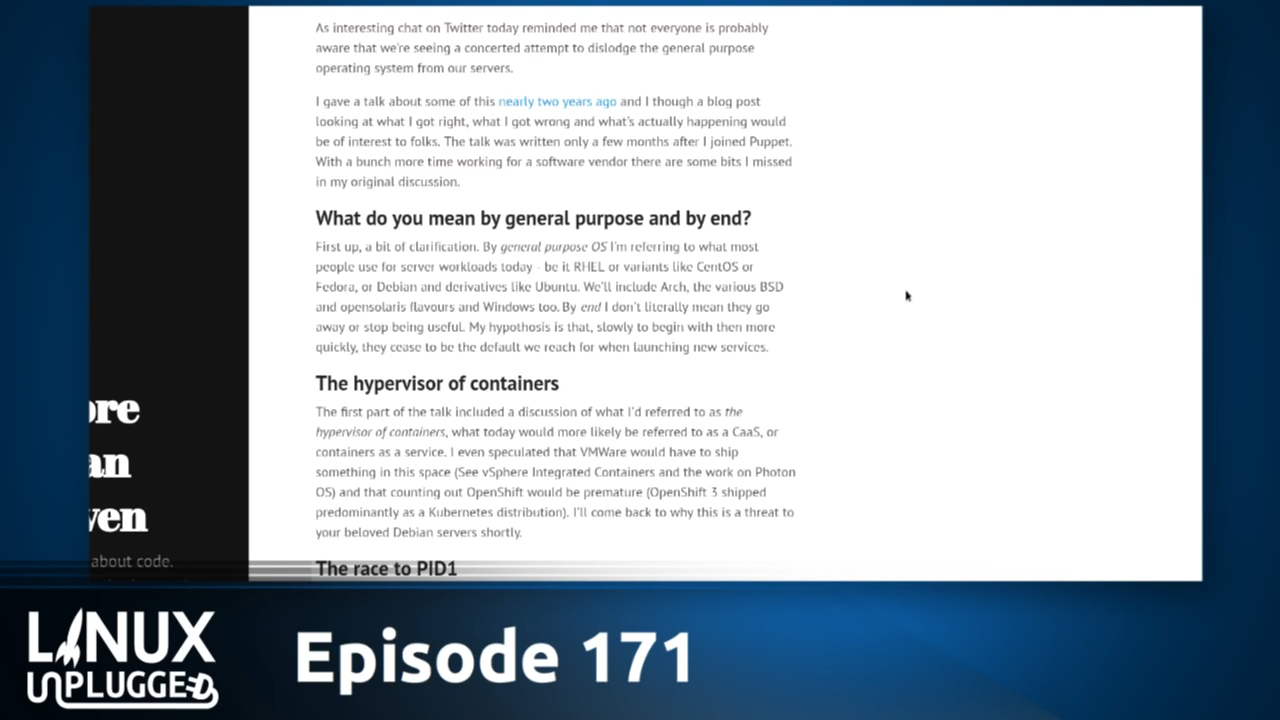 As interesting chat on Twitter today reminded me that not everyone is probably
aware that we're seeing a concerted attempt to dislodge the general purpose
operating system from our servers.
I gave a talk about some of this nearly two years ago and I though a blog post
looking at what I got right, what I got wrong and what's actually happening would
be of interest to folks. The talk was written only a few months after I joined Puppet.
With a bunch more time working for a software vendor there are some bits I missed
in my original discussion.
What do you mean by general purpose and by end?
First up, a bit of clarification. By general purpose OS I'm referring to what most
people use for server workloads today - be it RHEL or variants like CentOS or
Fedora, or Debian and derivatives like Ubuntu. We'll include Arch, the various BSD
and opensolaris flavours and Windows too. By end I don't literally mean they go
away or stop being useful. My hypothesis is that, slowly to begin with then more
quickly, they cease to be the default we reach for when launching new services.
The hypervisor of containers
The first part of the talk included a discussion of what I'd referred to as the
hypervisor of containers, what today would more likely be referred to as a CaaS, or
containers as a service. I even speculated that VMWare would have to ship
something in this space (See vSphere Integrated Containers and the work on Photon
OS) and that counting out OpenShift would be premature (OpenShift 3 shipped
predominantly as a Kubernetes distribution). I'll come back to why this is a threat to
your beloved Debian servers shortly.
The race to PID1
ore
an
ven
about code.
LINUX
UNPLUGGED
Episode 171